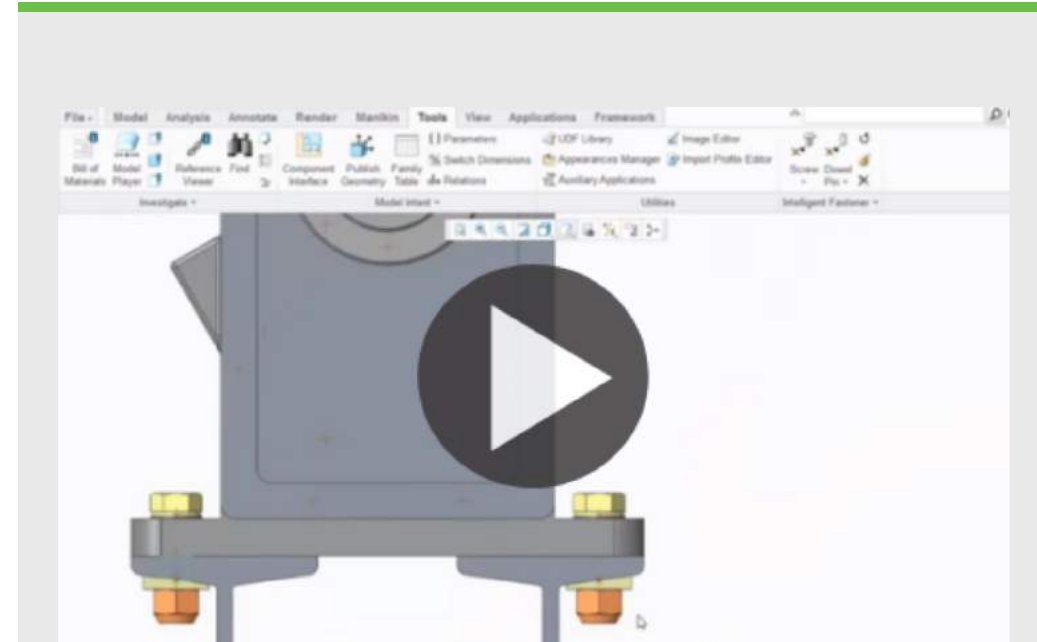 File Model Analysis Annotate Render Manikin Tools View Applications Framework
Bill of Materials
Model Player
Reference Viewer
Find
Component Interface
Publish Geometry
Family Table
Parameters
Switch Dimensions
Relations
UDF Library
Appearances Manager
Auxiliary Applications
Image Editor
Import Profile Editor
Screw
Dowel Pin
Investigate
Model Intent
Utilities
Intelligent Fastener